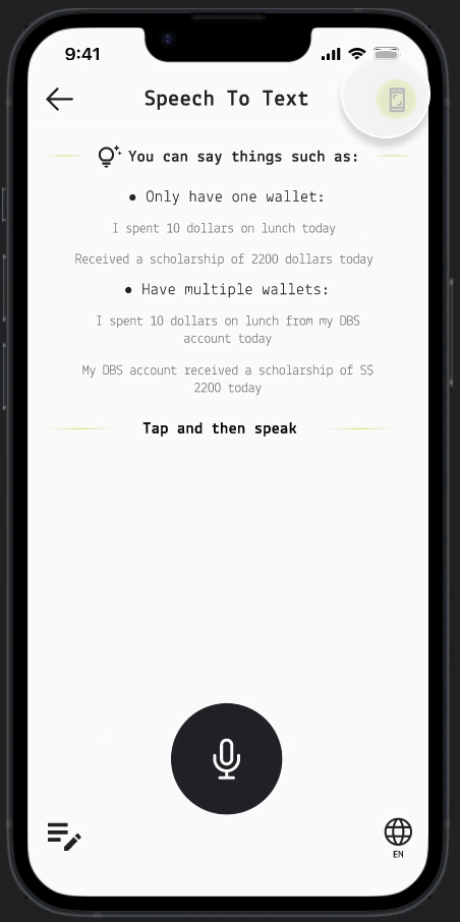 9:41
Speech To Text
You can say things such as:
• Only have one wallet:
I spent 10 dollars on lunch today
Received a scholarship of 2200 dollars today
• Have multiple wallets:
I spent 10 dollars on lunch from my DBS
account today
My DBS account received a scholarship of S$
2200 today
Tap and then speak
EN